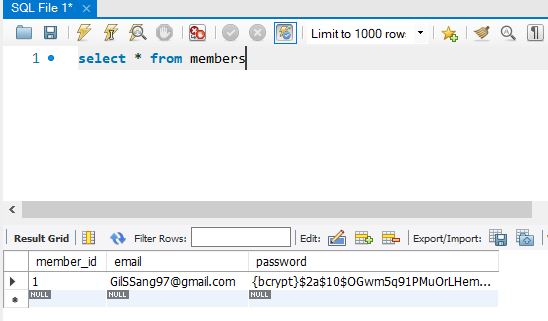 SQL File 1*
Limit to 1000 rows
1 select * from members
Result Grid Filter Rows: Edit: Export/Import:
member_id email password
1 GilSSang97@gmail.com {bcrypt}$2a$10$OGwm5q91PMuOrLHem...
NULL NULL NULL